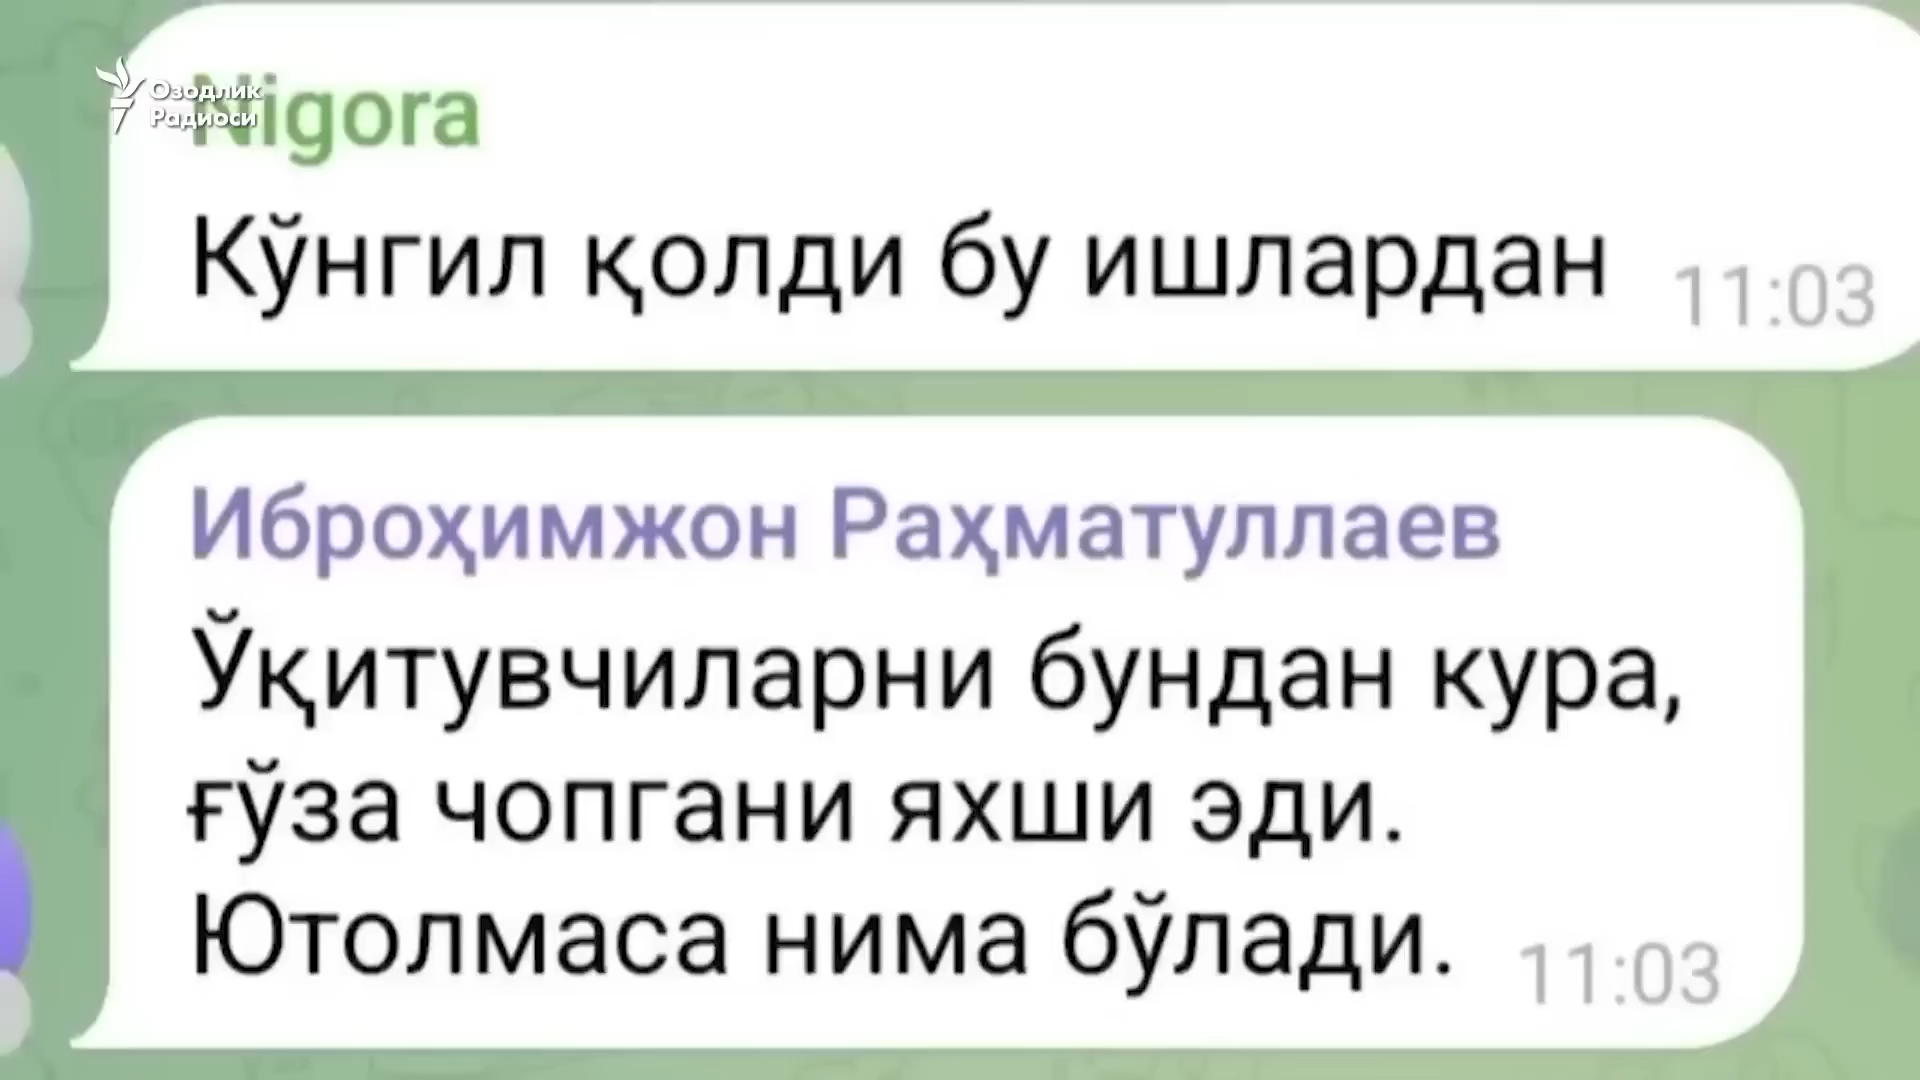 Озодлик
Радиоси
Nigora
Кўнгил қолди бу ишлардан
11:03
Иброҳимжон Раҳматуллаев
Ўқитувчиларни бундан кура,
ғўза чопгани яхши эди.
Ютолмаса нима бўлади.
11:03